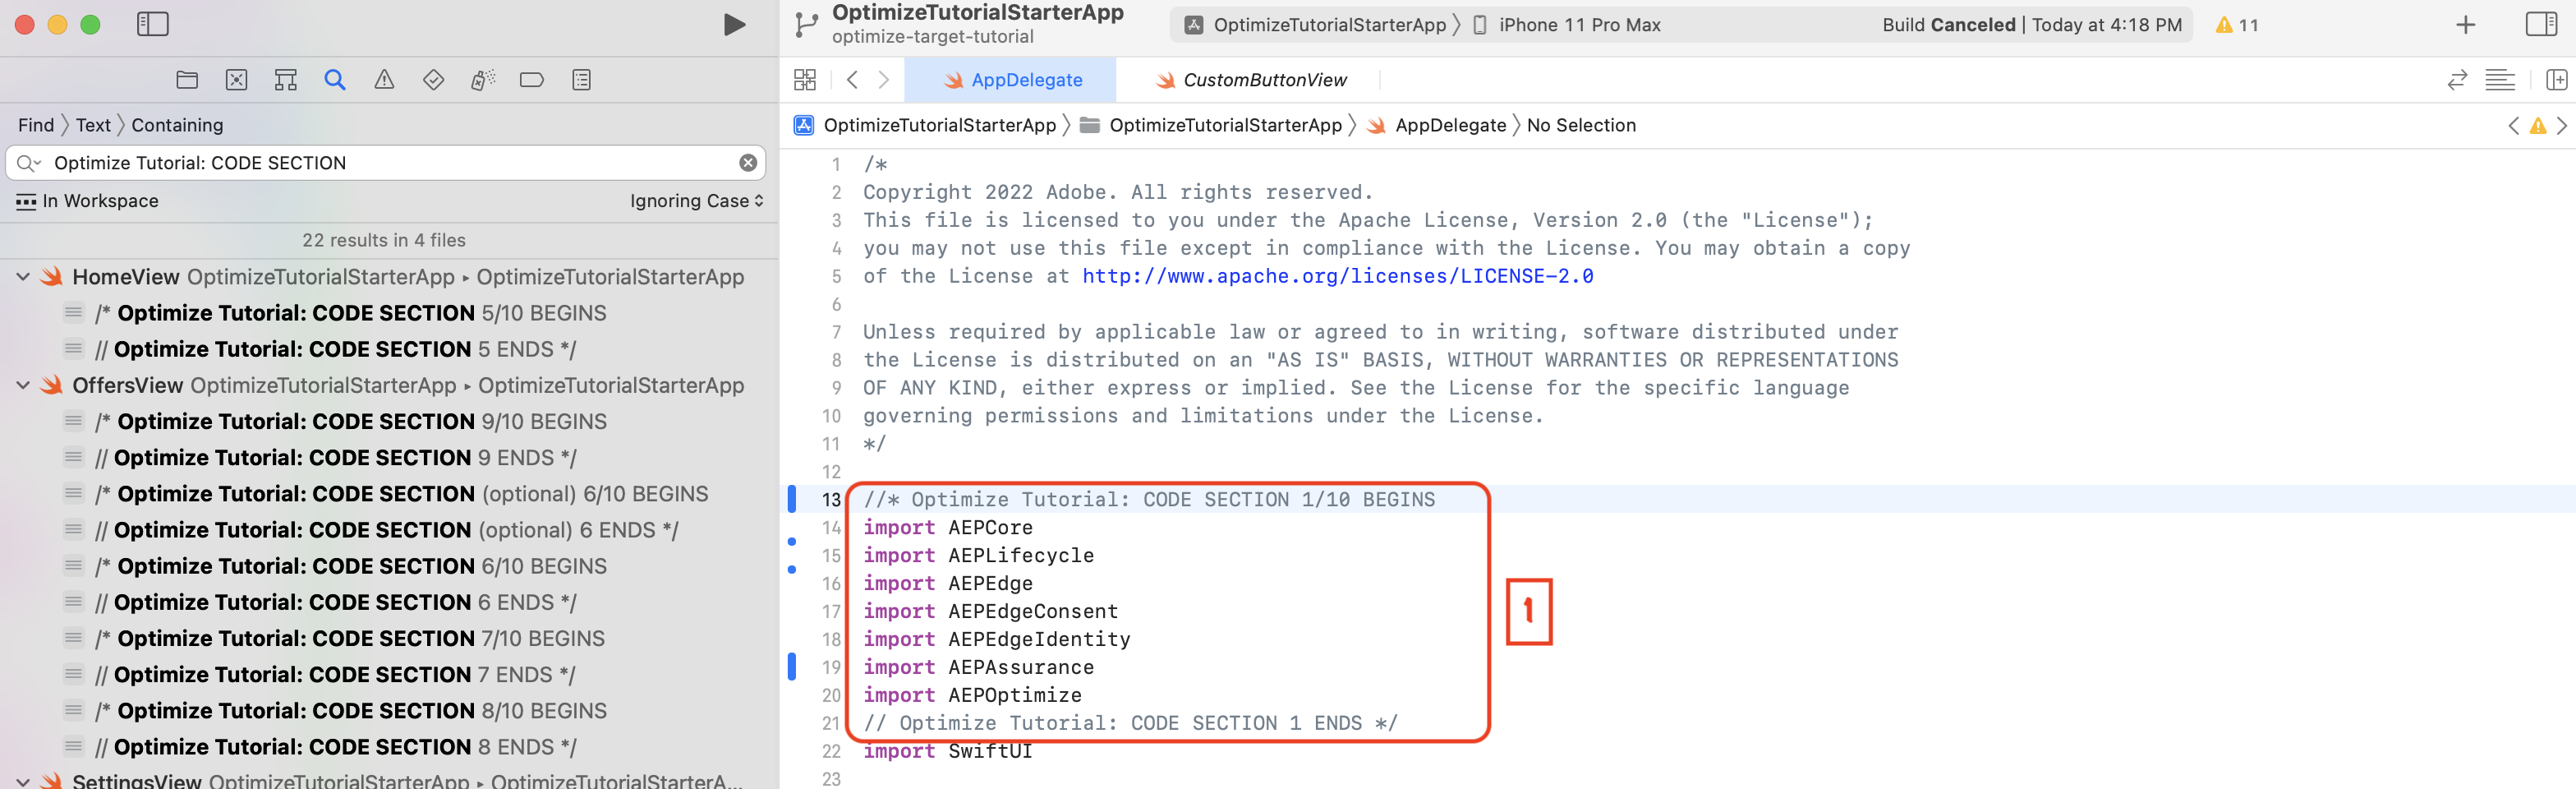 OptimizeTutorialStarterApp
optimize-target-tutorial
OptimizeTutorialStarterApp 〉 iPhone 11 Pro Max
Build Canceled | Today at 4:18 PM
11
AppDelegate
CustomButtonView
Find 〉 Text 〉 Containing
Optimize Tutorial: CODE SECTION
In Workspace
Ignoring Case
22 results in 4 files
HomeView OptimizeTutorialStarterApp ▸ OptimizeTutorialStarterApp
/* Optimize Tutorial: CODE SECTION 5/10 BEGINS
// Optimize Tutorial: CODE SECTION 5 ENDS */
OffersView OptimizeTutorialStarterApp ▸ OptimizeTutorialStarterApp
/* Optimize Tutorial: CODE SECTION 9/10 BEGINS
// Optimize Tutorial: CODE SECTION 9 ENDS */
/* Optimize Tutorial: CODE SECTION (optional) 6/10 BEGINS
// Optimize Tutorial: CODE SECTION (optional) 6 ENDS */
/* Optimize Tutorial: CODE SECTION 6/10 BEGINS
// Optimize Tutorial: CODE SECTION 6 ENDS */
/* Optimize Tutorial: CODE SECTION 7/10 BEGINS
// Optimize Tutorial: CODE SECTION 7 ENDS */
/* Optimize Tutorial: CODE SECTION 8/10 BEGINS
// Optimize Tutorial: CODE SECTION 8 ENDS */
SettingsView OptimizeTutorialStarterApp ▸ OptimizeTutorialStarterA...
OptimizeTutorialStarterApp 〉 OptimizeTutorialStarterApp 〉 AppDelegate 〉 No Selection
1 /*
2 Copyright 2022 Adobe. All rights reserved.
3 This file is licensed to you under the Apache License, Version 2.0 (the "License");
4 you may not use this file except in compliance with the License. You may obtain a copy
5 of the License at http://www.apache.org/licenses/LICENSE-2.0
6
7 Unless required by applicable law or agreed to in writing, software distributed under
8 the License is distributed on an "AS IS" BASIS, WITHOUT WARRANTIES OR REPRESENTATIONS
9 OF ANY KIND, either express or implied. See the License for the specific language
10 governing permissions and limitations under the License.
11 */
12
13 //* Optimize Tutorial: CODE SECTION 1/10 BEGINS
14 import AEPCore
15 import AEPLifecycle
16 import AEPEdge
17 import AEPEdgeConsent
18 import AEPEdgeIdentity
19 import AEPAssurance
20 import AEPOptimize
21 // Optimize Tutorial: CODE SECTION 1 ENDS */
22 import SwiftUI
23
1